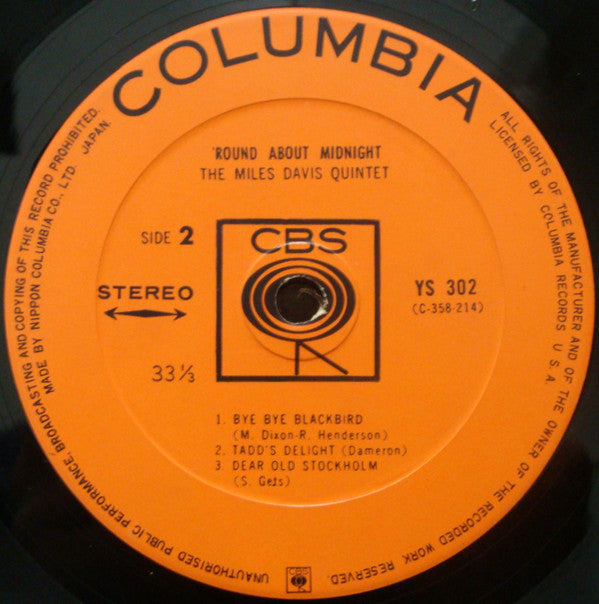 COLUMBIA
'ROUND ABOUT MIDNIGHT
THE MILES DAVIS QUINTET
SIDE 2
CBS
STEREO
YS 302
(C-358-214)
33⅓
1. BYE BYE BLACKBIRD
(M. Dixon-R. Henderson)
2. TADD'S DELIGHT (Dameron)
3. DEAR OLD STOCKHOLM
(S. Gets)
ALL RIGHTS OF THE MANUFACTURER AND OF THE OWNER OF THE RECORDED WORK RESERVED.
LICENSED BY COLUMBIA RECORDS U.S.A.
UNAUTHORISED PUBLIC PERFORMANCE, BROADCASTING AND COPYING OF THIS RECORD PROHIBITED.
MADE BY NIPPON COLUMBIA CO., LTD. JAPAN.
CBS